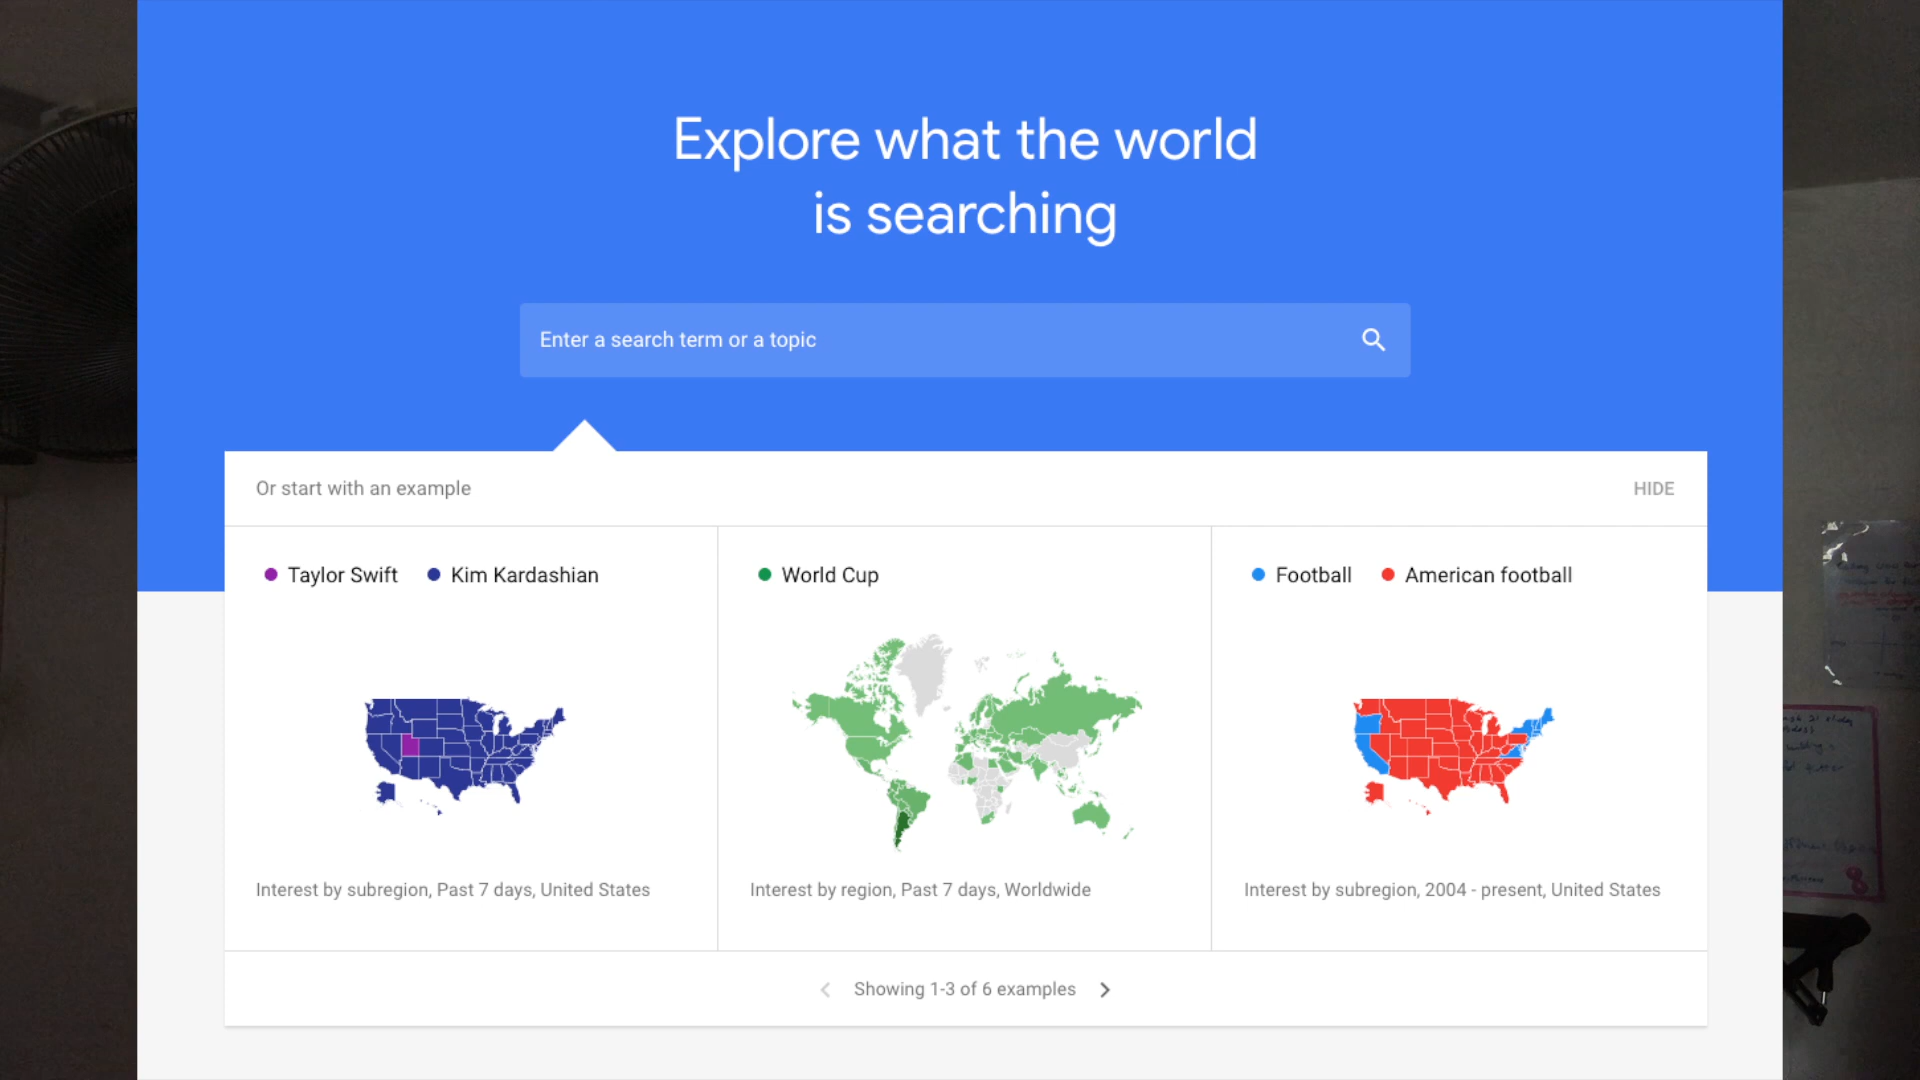 Explore what the world
is searching
Enter a search term or a topic
Or start with an example
HIDE
Taylor Swift
Kim Kardashian
World Cup
Football
American football
Interest by subregion, Past 7 days, United States
Interest by region, Past 7 days, Worldwide
Interest by subregion, 2004 - present, United States
Showing 1-3 of 6 examples